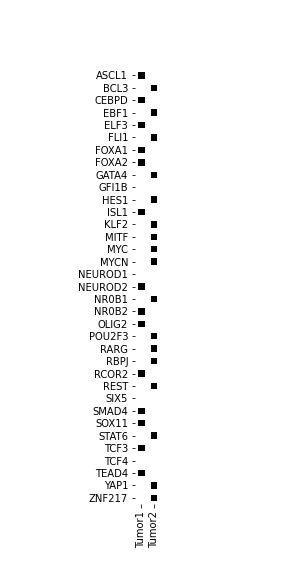 ASCL1
BCL3
CEBPD
EBF1
ELF3
FLI1
FOXA1
FOXA2
GATA4
GFI1B
HES1
ISL1
KLF2
MITF
MYC
MYCN
NEUROD1
NEUROD2
NR0B1
NR0B2
OLIG2
POU2F3
RARG
RBPJ
RCOR2
REST
SIX5
SMAD4
SOX11
STAT6
TCF3
TCF4
TEAD4
YAP1
ZNF217
Tumor1
Tumor2